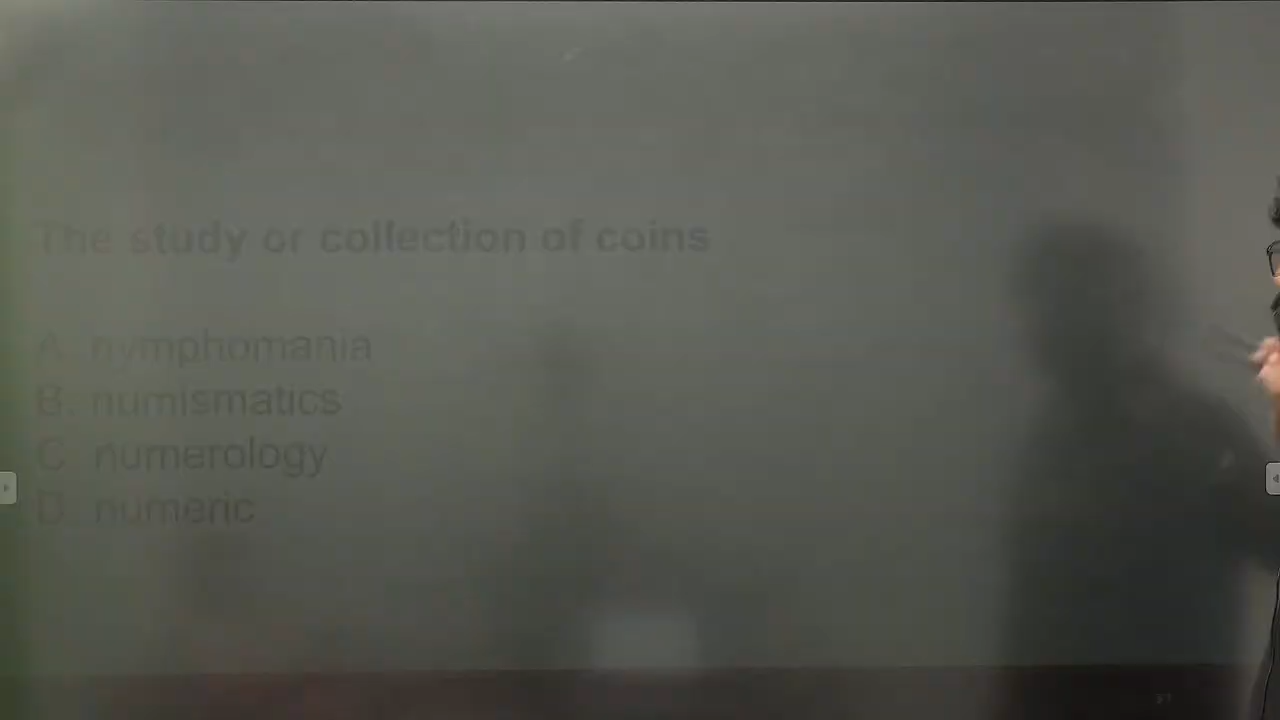 The study or collection of coins
A. nymphomania
B. numismatics
C. numerology
D. numeric